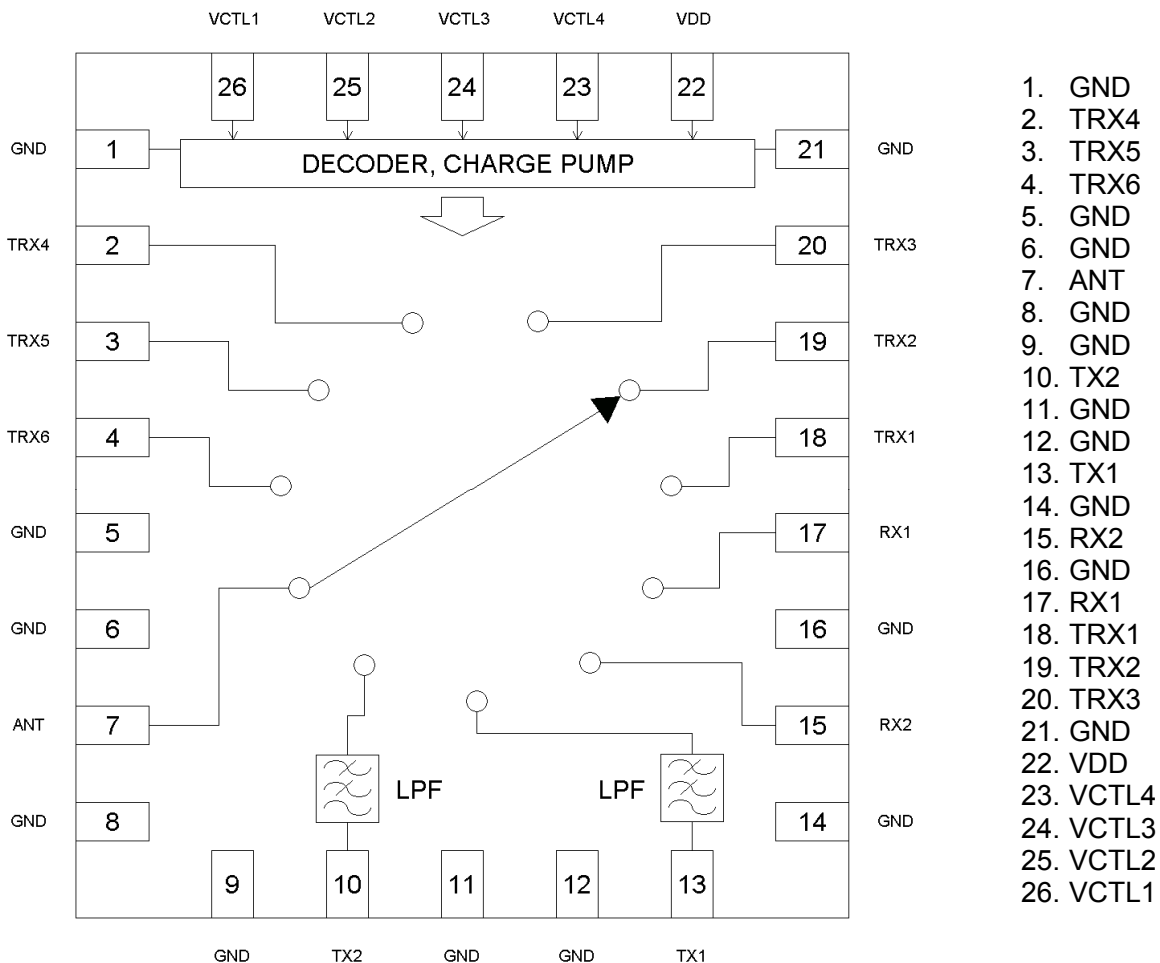 VCTL1 VCTL2 VCTL3 VCTL4 VDD
26 25 24 23 22
GND 1 DECODER, CHARGE PUMP 21 GND
TRX4 2 20 TRX3
TRX5 3 19 TRX2
TRX6 4 18 TRX1
GND 5 17 RX1
GND 6 16 GND
ANT 7 15 RX2
LPF LPF
GND 8 14 GND
9 10 11 12 13
GND TX2 GND GND TX1
1. GND
2. TRX4
3. TRX5
4. TRX6
5. GND
6. GND
7. ANT
8. GND
9. GND
10. TX2
11. GND
12. GND
13. TX1
14. GND
15. RX2
16. GND
17. RX1
18. TRX1
19. TRX2
20. TRX3
21. GND
22. VDD
23. VCTL4
24. VCTL3
25. VCTL2
26. VCTL1